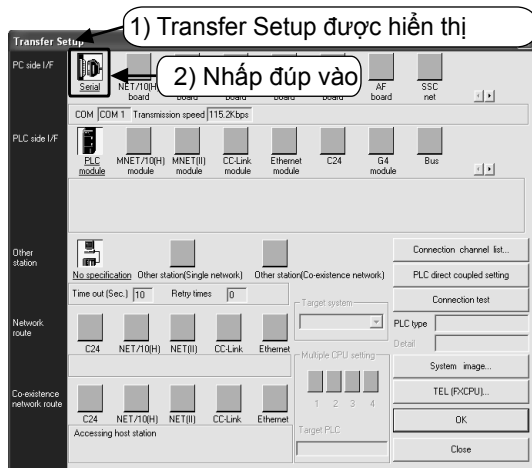 1) Transfer Setup được hiển thị
Transfer Setup
PC side I/F
2) Nhấp đúp vào
Serial
NET/10(H)
board
board
board
board
board
AF
board
SSC
net
COM COM 1 Transmission speed 115.2Kbps
PLC side I/F
PLC
module
MNET/10(H)
module
MNET(II)
module
CC-Link
module
Ethernet
module
C24
G4
module
Bus
Other
station
No specification
Other station(Single network)
Other station(Co-existence network)
Connection channel list...
PLC direct coupled setting
Time out (Sec.) 10 Retry times 0
Target system
Connection test
Network
route
PLC type
Detail
C24
NET/10(H)
NET(II)
CC-Link
Ethernet
Multiple CPU setting
System image...
1 2 3 4
TEL (FXCPU)...
Co-existence
network route
C24
NET/10(H)
NET(II)
CC-Link
Ethernet
OK
Accessing host station
Target PLC
Close